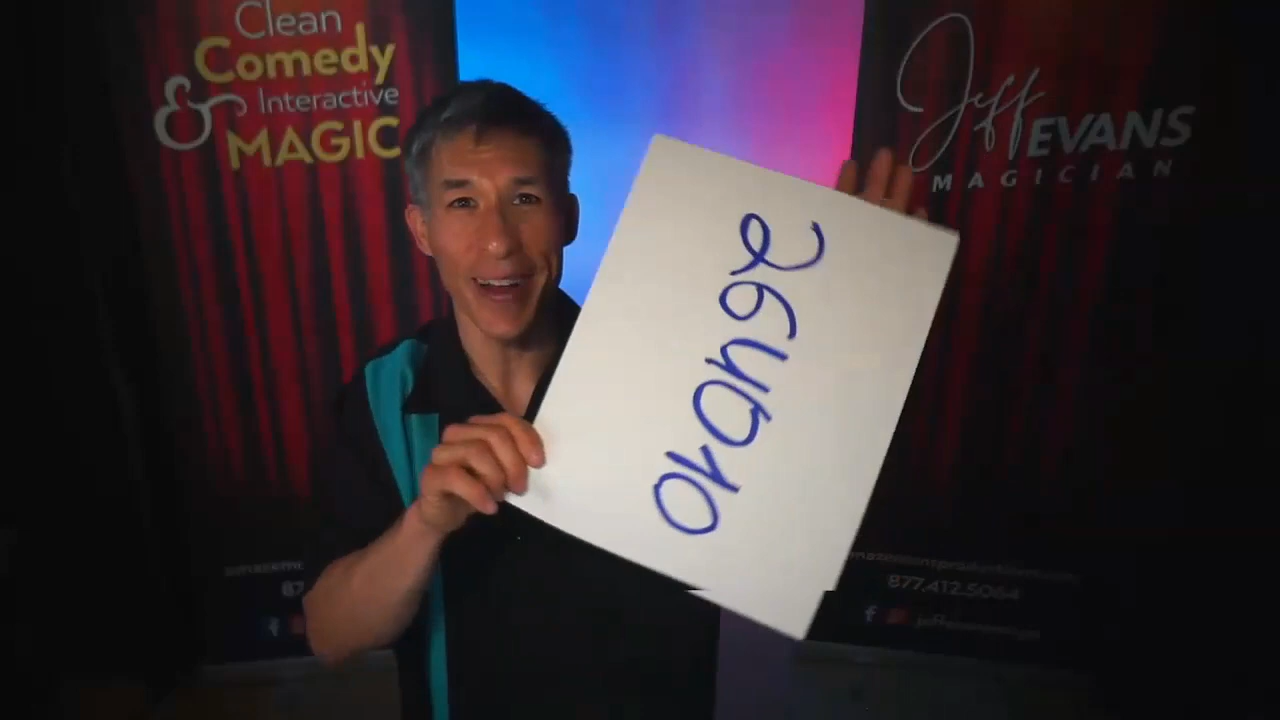 Clean
Comedy
& Interactive
MAGIC
Jeff EVANS
MAGICIAN
orange
877.412.5064